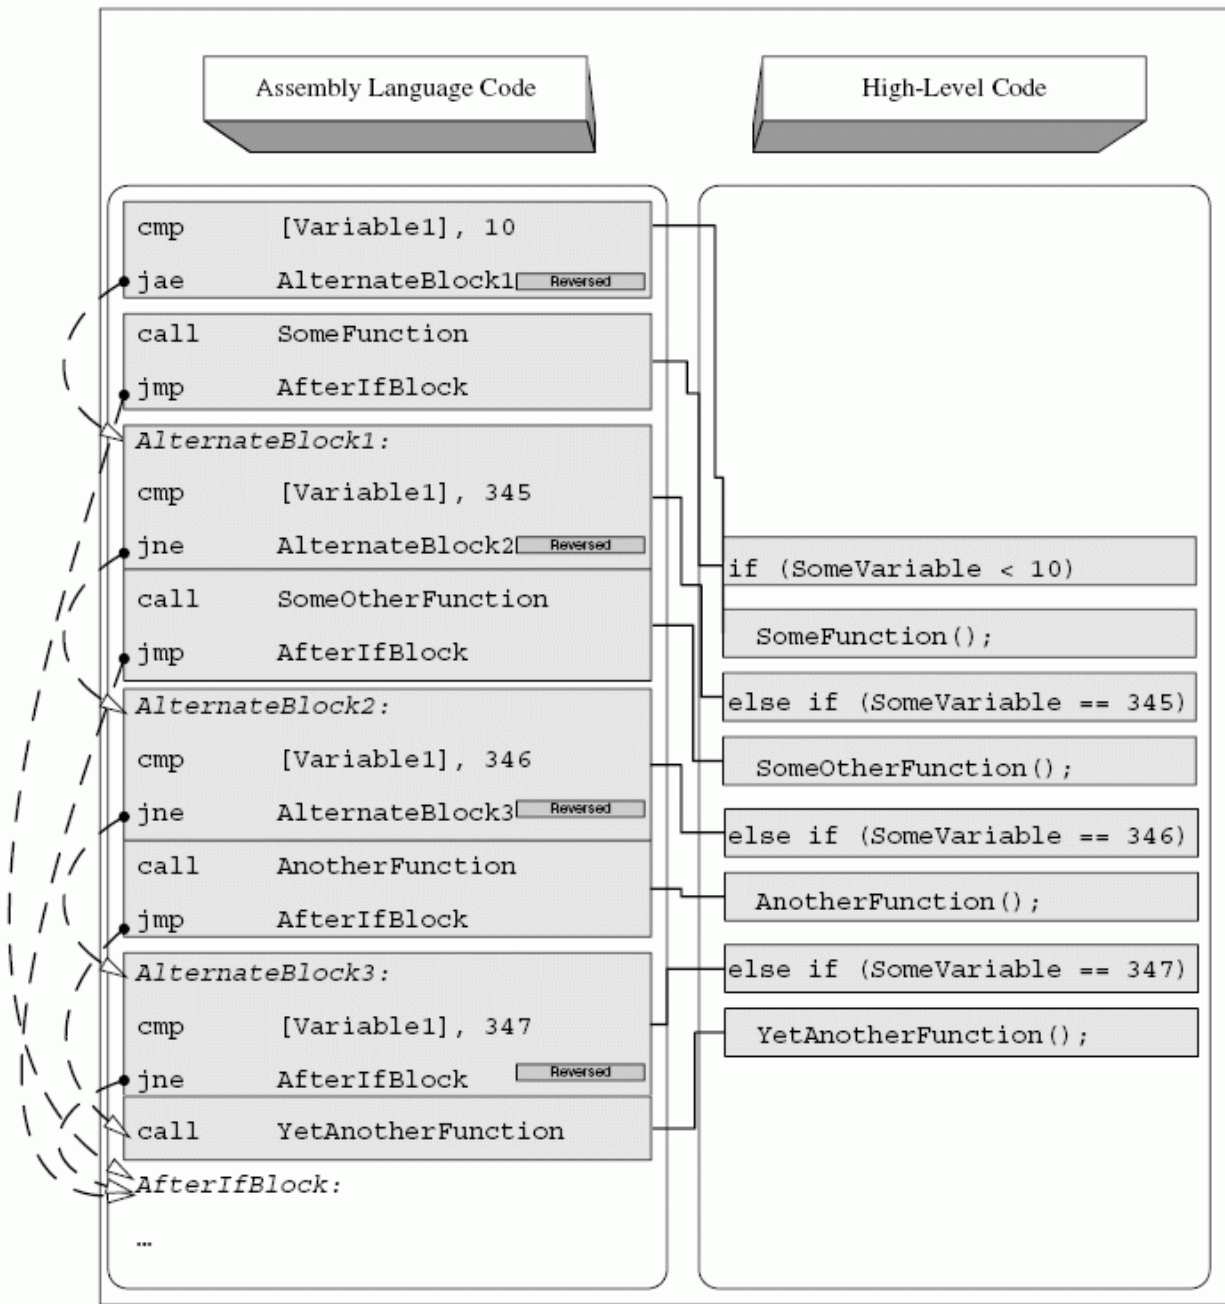 Assembly Language Code
High-Level Code
cmp [Variable1], 10
jae AlternateBlock1 Reversed
call SomeFunction
jmp AfterIfBlock
AlternateBlock1:
cmp [Variable1], 345
jne AlternateBlock2 Reversed
call SomeOtherFunction
jmp AfterIfBlock
AlternateBlock2:
cmp [Variable1], 346
jne AlternateBlock3 Reversed
call AnotherFunction
jmp AfterIfBlock
AlternateBlock3:
cmp [Variable1], 347
jne AfterIfBlock Reversed
call YetAnotherFunction
AfterIfBlock:
…
if (SomeVariable < 10)
SomeFunction();
else if (SomeVariable == 345)
SomeOtherFunction();
else if (SomeVariable == 346)
AnotherFunction();
else if (SomeVariable == 347)
YetAnotherFunction();